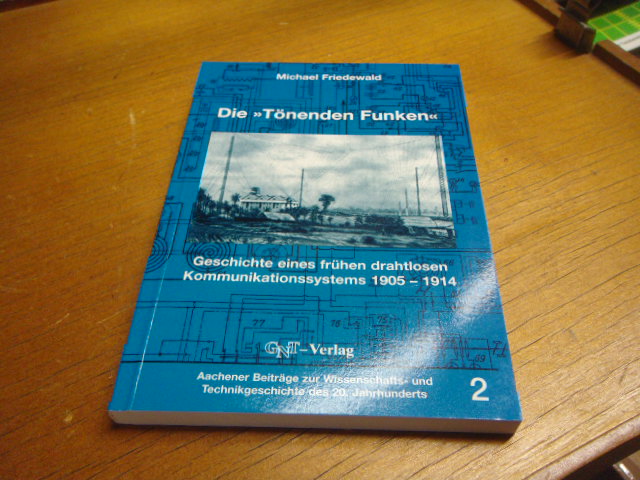 Michael Friedewald
Die »Tönenden Funken«
Geschichte eines frühen drahtlosen
Kommunikationssystems 1905 – 1914
GNT–Verlag
Aachener Beiträge zur Wissenschafts- und
Technikgeschichte des 20. Jahrhunderts
2